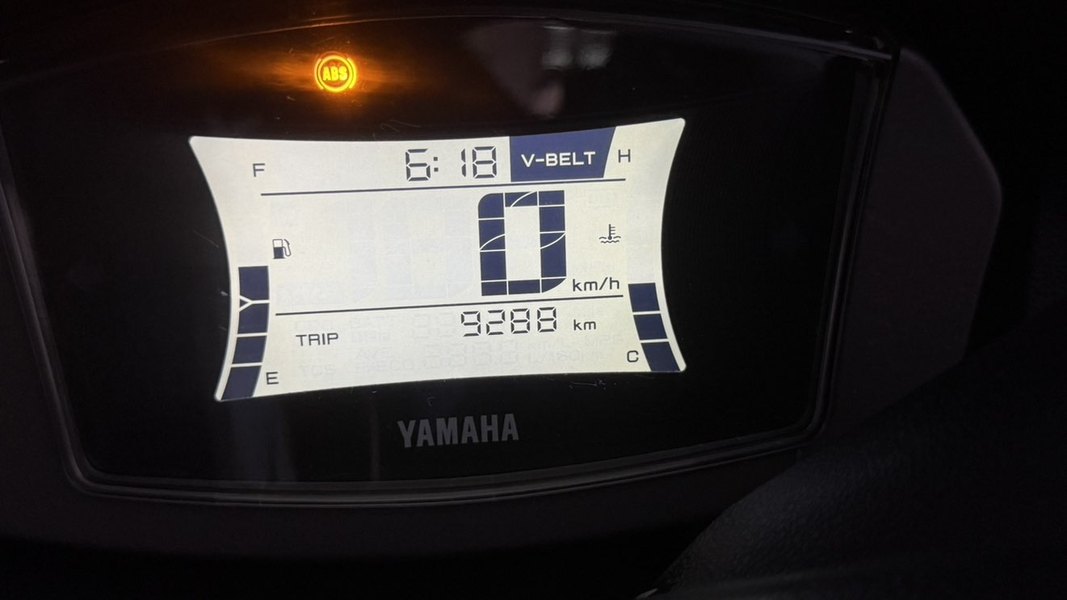 ABS
F 6:18 V-BELT H
0 km/h
TRIP 9288 km
E C
YAMAHA